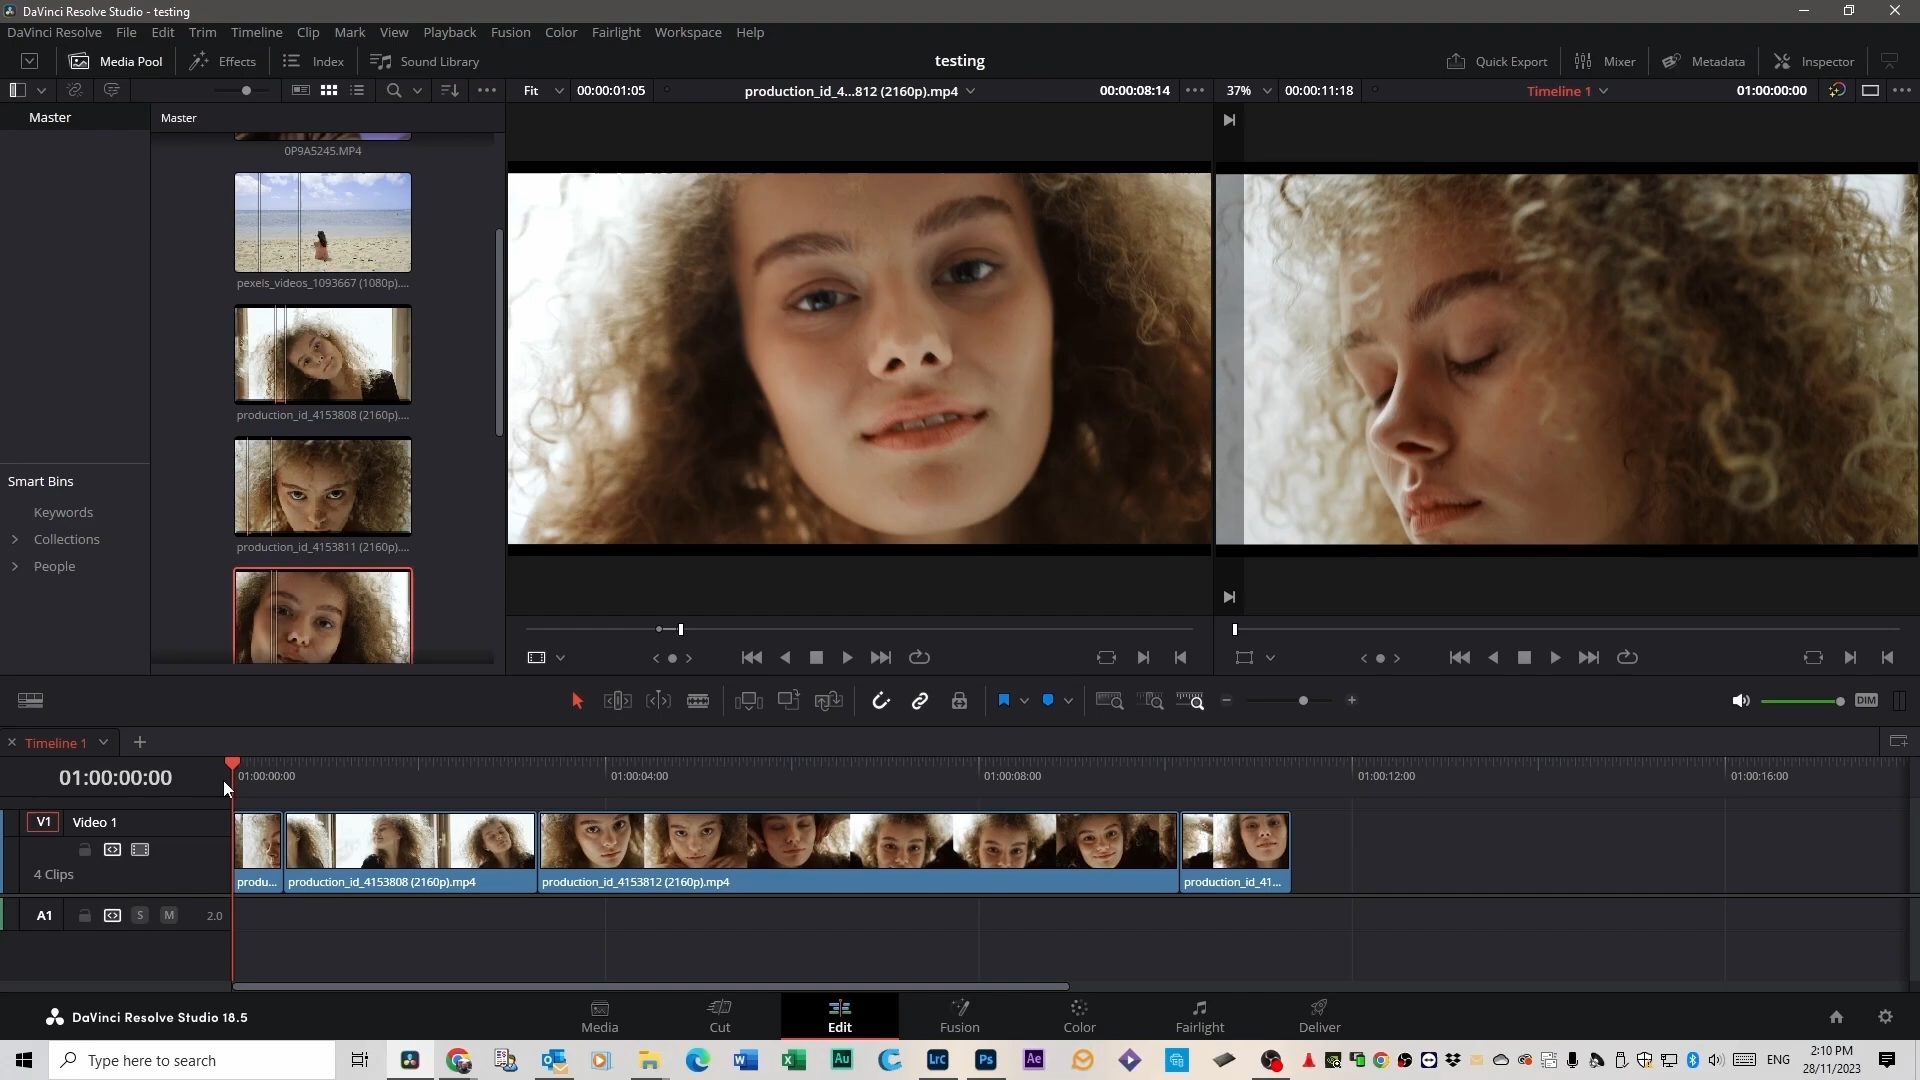 DaVinci Resolve Studio - testing
DaVinci Resolve File Edit Trim Timeline Clip Mark View Playback Fusion Color Fairlight Workspace Help
Media Pool Effects Index Sound Library testing Quick Export Mixer Metadata Inspector
Fit 00:00:01:05 production_id_4...812 (2160p).mp4 00:00:08:14 37% 00:00:11:18 Timeline 1 01:00:00:00
Master
Master
0P9A5245.MP4
pexels_videos_1093667 (1080p)....
production_id_4153808 (2160p)....
Smart Bins
Keywords
production_id_4153811 (2160p)....
Collections
People
DIM
Timeline 1
01:00:00:00
01:00:00:00 01:00:04:00 01:00:08:00 01:00:12:00 01:00:16:00
V1 Video 1
4 Clips
produ... production_id_4153808 (2160p).mp4 production_id_4153812 (2160p).mp4 production_id_41...
A1 S M 2.0
DaVinci Resolve Studio 18.5
Media Cut Edit Fusion Color Fairlight Deliver
Type here to search
Au Lrc Ps Ae
ENG
2:10 PM
28/11/2023